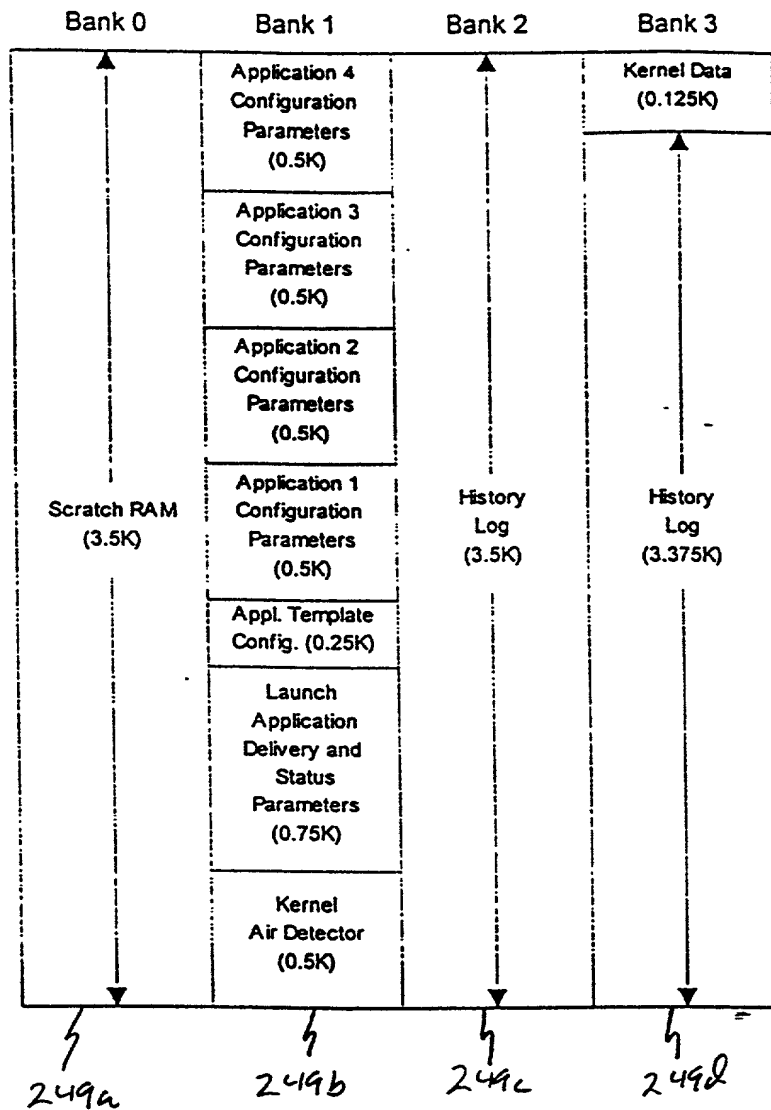 Bank 0
Bank 1
Bank 2
Bank 3
Scratch RAM
(3.5K)
Application 4
Configuration
Parameters
(0.5K)
Application 3
Configuration
Parameters
(0.5K)
Application 2
Configuration
Parameters
(0.5K)
Application 1
Configuration
Parameters
(0.5K)
Appl. Template
Config. (0.25K)
Launch
Application
Delivery and
Status
Parameters
(0.75K)
Kernel
Air Detector
(0.5K)
History
Log
(3.5K)
Kernel Data
(0.125K)
History
Log
(3.375K)
249a
249b
249c
249d